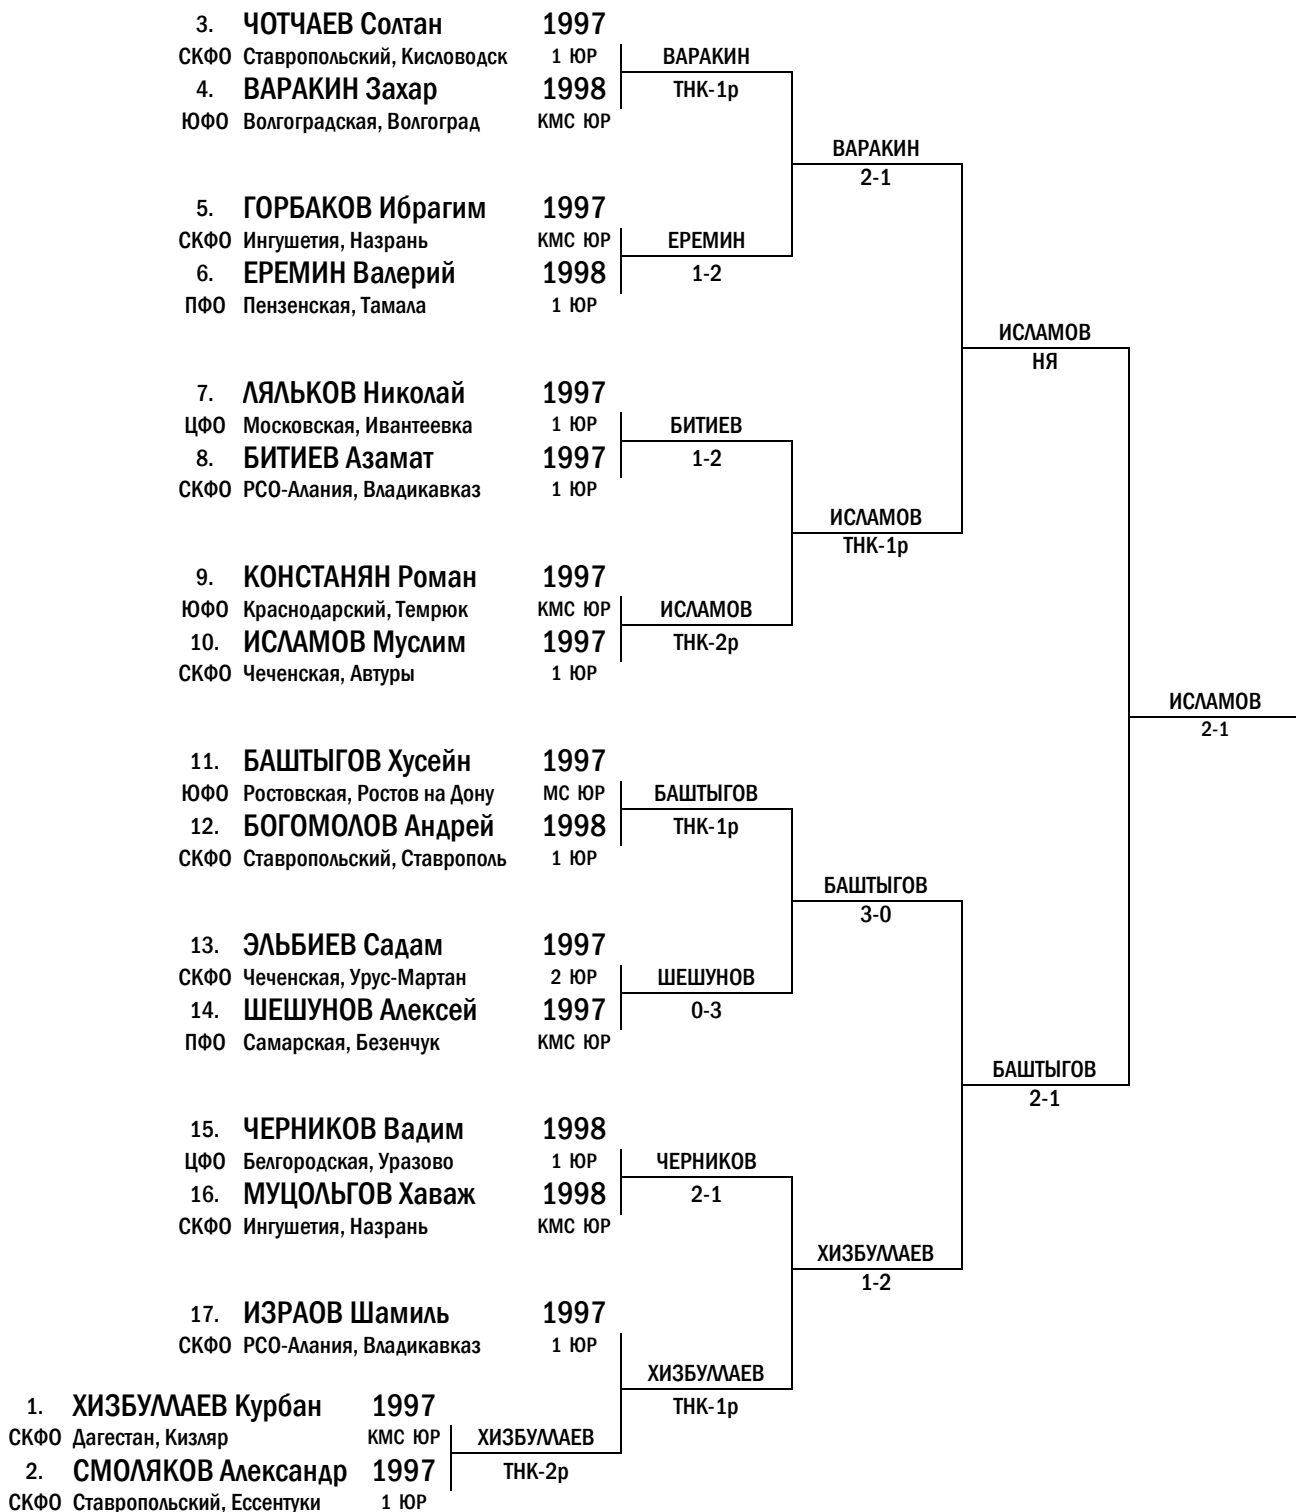 3. ЧОТЧАЕВ Солтан 1997
СКФО Ставропольский, Кисловодск 1 ЮР ВАРАКИН
4. ВАРАКИН Захар 1998 ТНК-1р
ЮФО Волгоградская, Волгоград КМС ЮР
ВАРАКИН
2-1
5. ГОРБАКОВ Ибрагим 1997
СКФО Ингушетия, Назрань КМС ЮР ЕРЕМИН
6. ЕРЕМИН Валерий 1998 1-2
ПФО Пензенская, Тамала 1 ЮР
ИСЛАМОВ
НЯ
7. ЛЯЛЬКОВ Николай 1997
ЦФО Московская, Ивантеевка 1 ЮР БИТИЕВ
8. БИТИЕВ Азамат 1997 1-2
СКФО РСО-Алания, Владикавказ 1 ЮР
ИСЛАМОВ
ТНК-1р
9. КОНСТАНЯН Роман 1997
ЮФО Краснодарский, Темрюк КМС ЮР ИСЛАМОВ
10. ИСЛАМОВ Муслим 1997 ТНК-2р
СКФО Чеченская, Автуры 1 ЮР
ИСЛАМОВ
2-1
11. БАШТЫГОВ Хусейн 1997
ЮФО Ростовская, Ростов на Дону МС ЮР БАШТЫГОВ
12. БОГОМОЛОВ Андрей 1998 ТНК-1р
СКФО Ставропольский, Ставрополь 1 ЮР
БАШТЫГОВ
3-0
13. ЭЛЬБИЕВ Садам 1997
СКФО Чеченская, Урус-Мартан 2 ЮР ШЕШУНОВ
14. ШЕШУНОВ Алексей 1997 0-3
ПФО Самарская, Безенчук КМС ЮР
БАШТЫГОВ
2-1
15. ЧЕРНИКОВ Вадим 1998
ЦФО Белгородская, Уразово 1 ЮР ЧЕРНИКОВ
16. МУЦОЛЬГОВ Хаваж 1998 2-1
СКФО Ингушетия, Назрань КМС ЮР
ХИЗБУЛЛАЕВ
1-2
17. ИЗРАОВ Шамиль 1997
СКФО РСО-Алания, Владикавказ 1 ЮР
ХИЗБУЛЛАЕВ
1. ХИЗБУЛЛАЕВ Курбан 1997 ТНК-1р
СКФО Дагестан, Кизляр КМС ЮР ХИЗБУЛЛАЕВ
2. СМОЛЯКОВ Александр 1997 ТНК-2р
СКФО Ставропольский, Ессентуки 1 ЮР